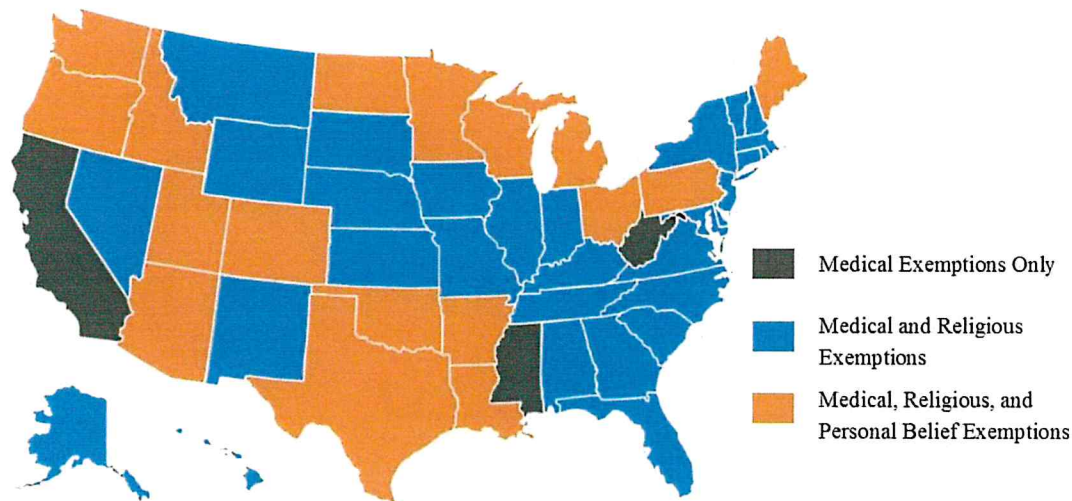 Medical Exemptions Only
Medical and Religious
Exemptions
Medical, Religious, and
Personal Belief Exemptions